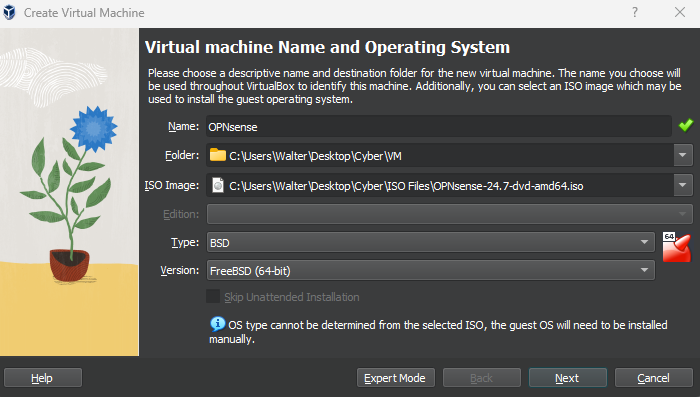 Create Virtual Machine
?
Virtual machine Name and Operating System
Please choose a descriptive name and destination folder for the new virtual machine. The name you choose will
be used throughout VirtualBox to identify this machine. Additionally, you can select an ISO image which may be
used to install the guest operating system.
Name: OPNsense
Folder: C:\Users\Walter\Desktop\Cyber\VM
ISO Image: C:\Users\Walter\Desktop\Cyber\ISO Files\OPNsense-24.7-dvd-amd64.iso
Edition:
Type: BSD
64
Version: FreeBSD (64-bit)
Skip Unattended Installation
OS type cannot be determined from the selected ISO, the guest OS will need to be installed
manually.
Help Expert Mode Back Next Cancel